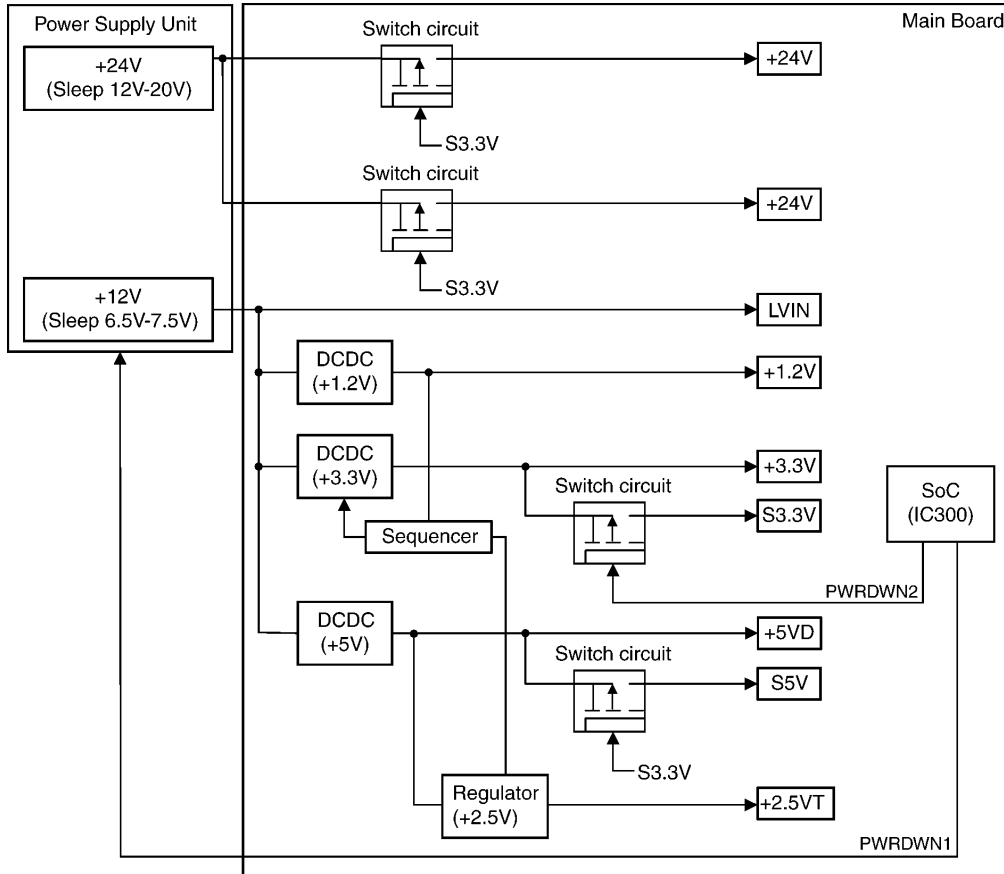 Power Supply Unit
Main Board
+24V
(Sleep 12V-20V)
Switch circuit
+24V
S3.3V
Switch circuit
+24V
S3.3V
+12V
(Sleep 6.5V-7.5V)
LVIN
DCDC
(+1.2V)
+1.2V
DCDC
(+3.3V)
+3.3V
Switch circuit
S3.3V
SoC
(IC300)
Sequencer
PWRDWN2
DCDC
(+5V)
+5VD
Switch circuit
S5V
S3.3V
Regulator
(+2.5V)
+2.5VT
PWRDWN1